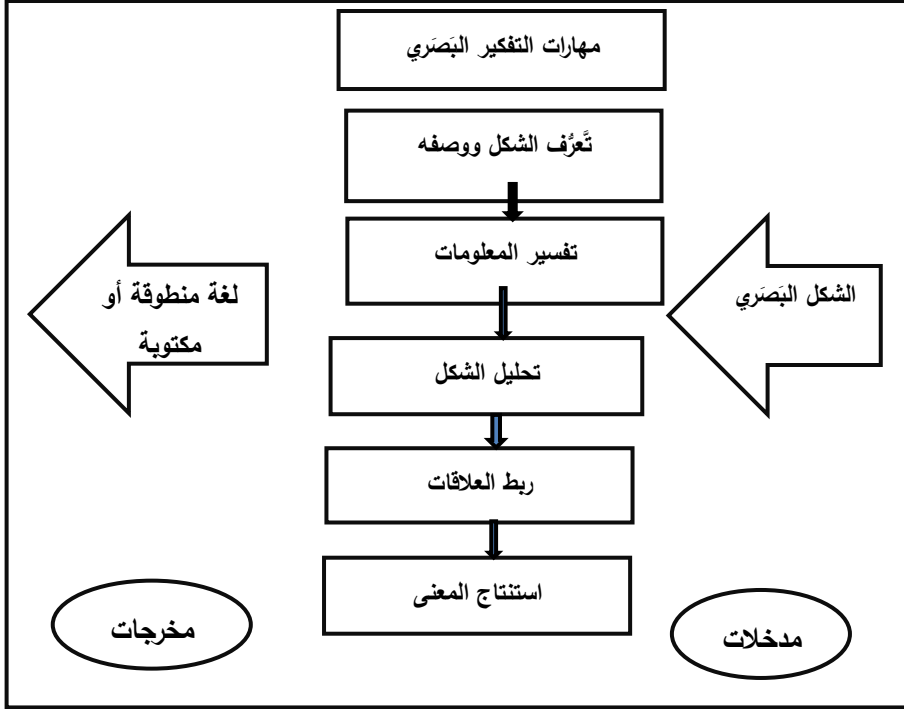 مهارات التفكير البَصَري
تَّعرُّف الشكل ووصفه
تفسير المعلومات
الشكل البَصَري
لغة منطوقة أو
مكتوبة
تحليل الشكل
ربط العلاقات
استنتاج المعنى
مدخلات
مخرجات